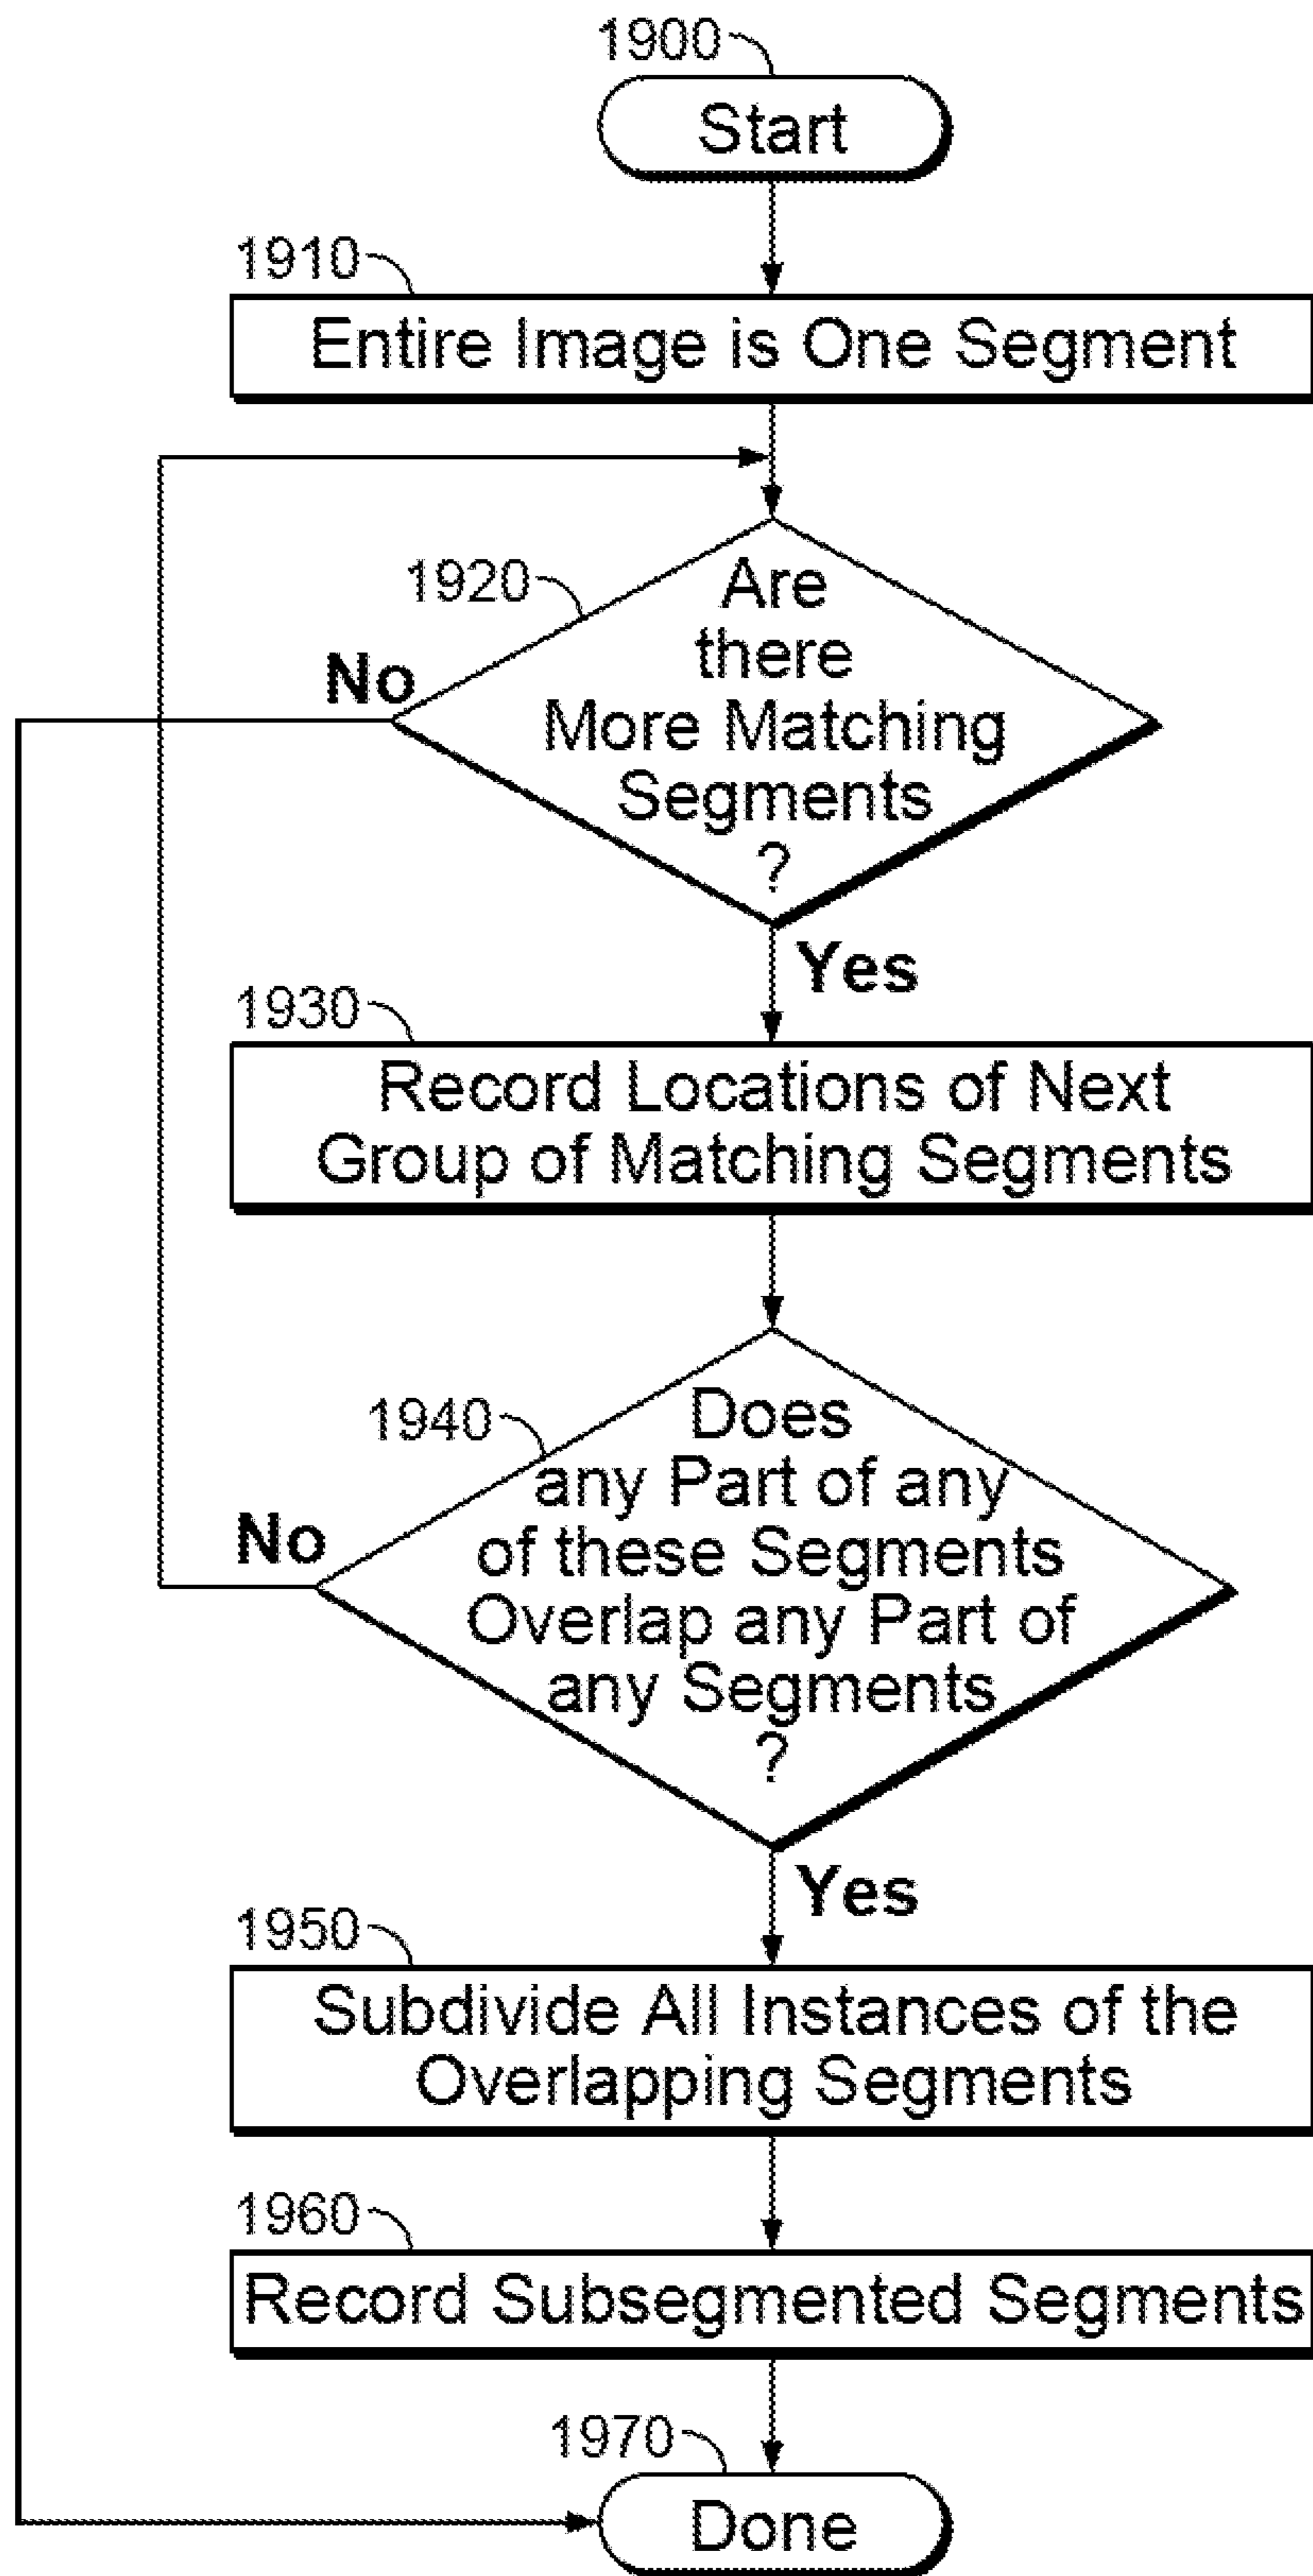 1900
Start
1910
Entire Image is One Segment
1920
Are
there
More Matching
Segments
?
No
Yes
1930
Record Locations of Next
Group of Matching Segments
1940
Does
any Part of any
of these Segments
Overlap any Part of
any Segments
?
No
Yes
1950
Subdivide All Instances of the
Overlapping Segments
1960
Record Subsegmented Segments
1970
Done